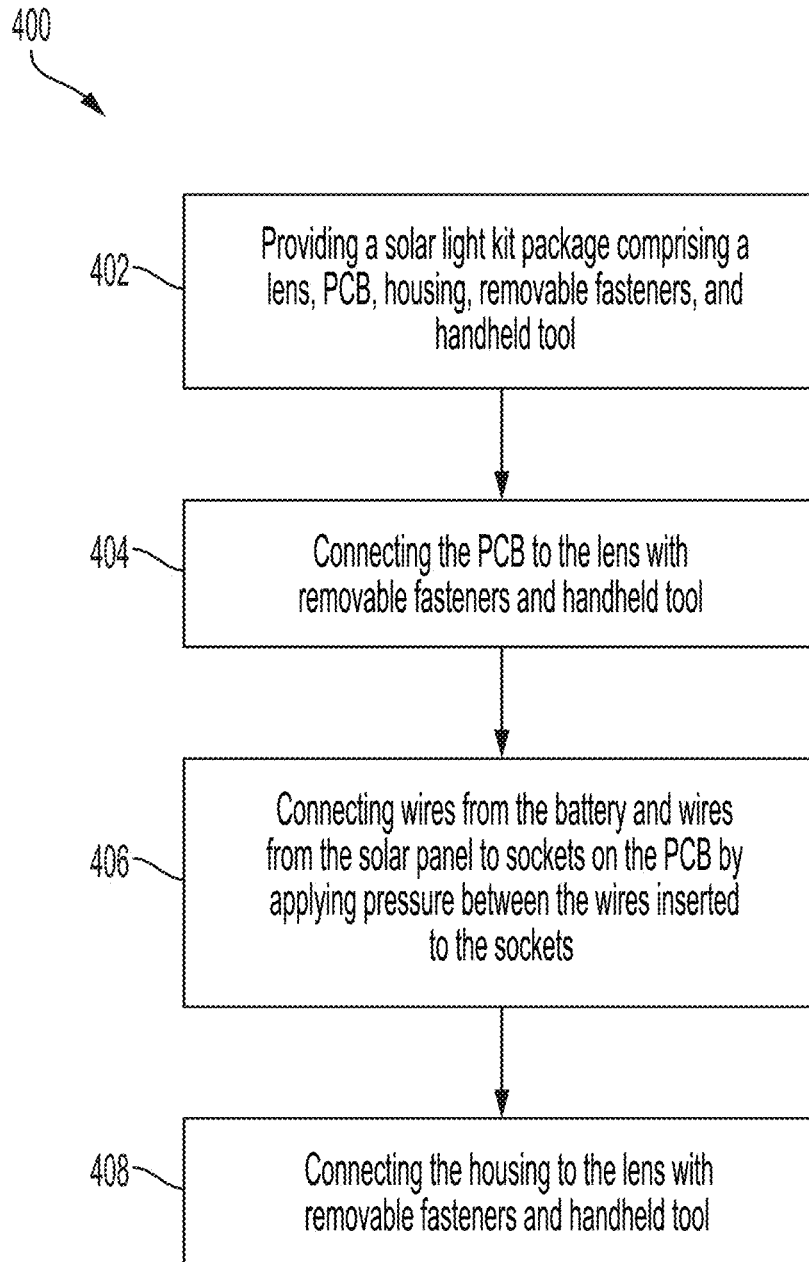 400
402
Providing a solar light kit package comprising a
lens, PCB, housing, removable fasteners, and
handheld tool
404
Connecting the PCB to the lens with
removable fasteners and handheld tool
406
Connecting wires from the battery and wires
from the solar panel to sockets on the PCB by
applying pressure between the wires inserted
to the sockets
408
Connecting the housing to the lens with
removable fasteners and handheld tool